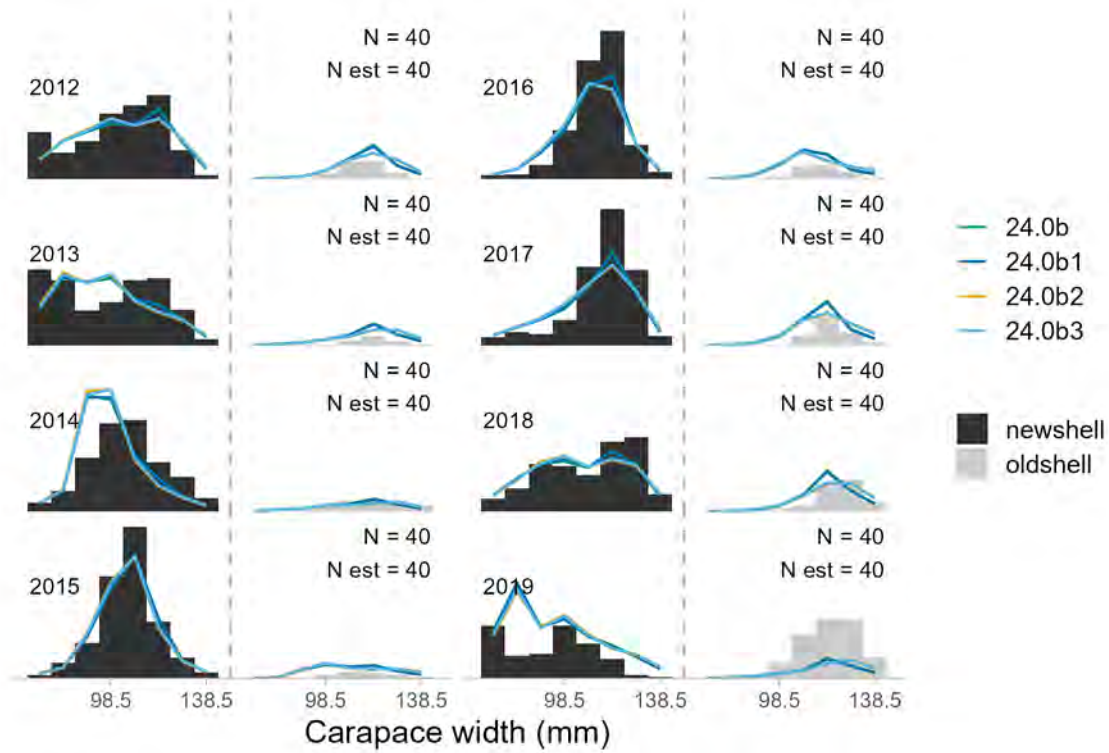 2012
N = 40
N est = 40
2016
N = 40
N est = 40
2013
N = 40
N est = 40
2017
N = 40
N est = 40
2014
N = 40
N est = 40
2018
N = 40
N est = 40
2015
N = 40
N est = 40
2019
N = 40
N est = 40
98.5 138.5 98.5 138.5 98.5 138.5 98.5 138.5
Carapace width (mm)
24.0b
24.0b1
24.0b2
24.0b3
newshell
oldshell